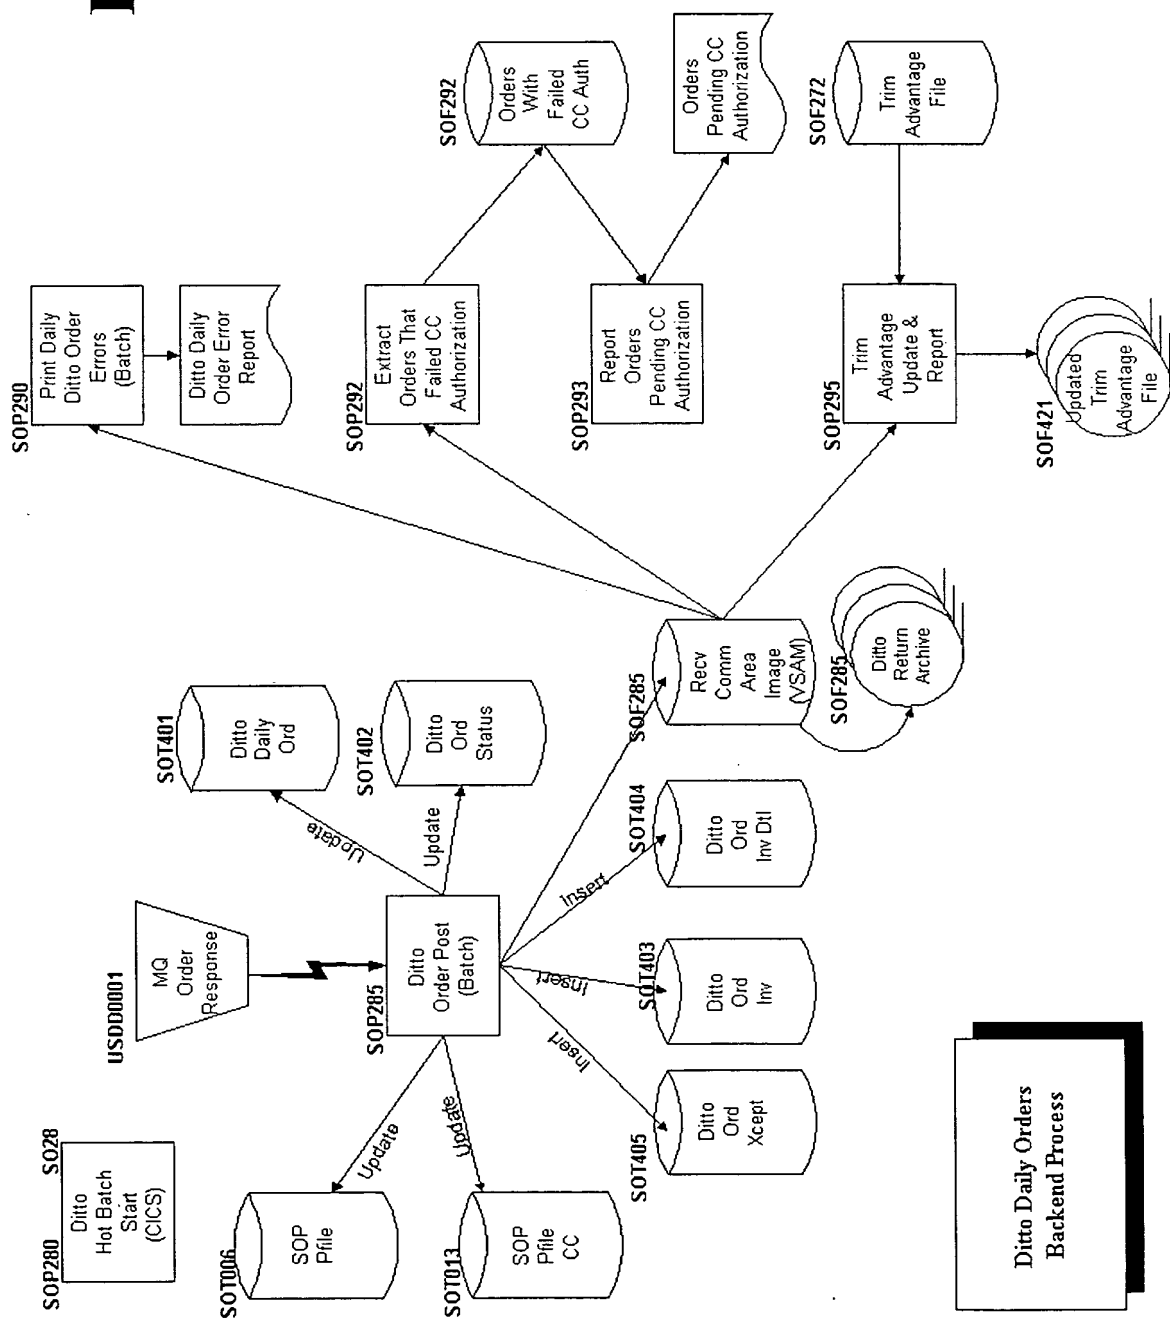 SOP280
SO28
Ditto
Hot Batch
Start
(CICS)
USDD0001
MQ
Order
Response
SOT401
Ditto
Daily
Ord
SOT402
Ditto
Ord
Status
SOT006
SOP
Pfile
SOT013
SOP
Pfile
CC
SOP285
Ditto
Order Post
(Batch)
Update
Update
Update
Update
SOT405
Ditto
Ord
Xcept
SOT403
Ditto
Ord
Inv
SOT404
Ditto
Ord
Inv Dtl
SOF285
Recv
Comm
Area
Image
(VSAM)
Insert
Insert
Insert
SOF285
Ditto
Return
Archive
SOP290
Print Daily
Ditto Order
Errors
(Batch)
Ditto Daily
Order Error
Report
SOP292
Extract
Orders That
Failed CC
Authorization
SOF292
Orders
With
Failed
CC Auth
SOP293
Report
Orders
Pending CC
Authorization
Orders
Pending CC
Authorization
SOP295
Trim
Advantage
Update &
Report
SOF272
Trim
Advantage
File
SOF421
Updated
Trim
Advantage
File
Ditto Daily Orders
Backend Process